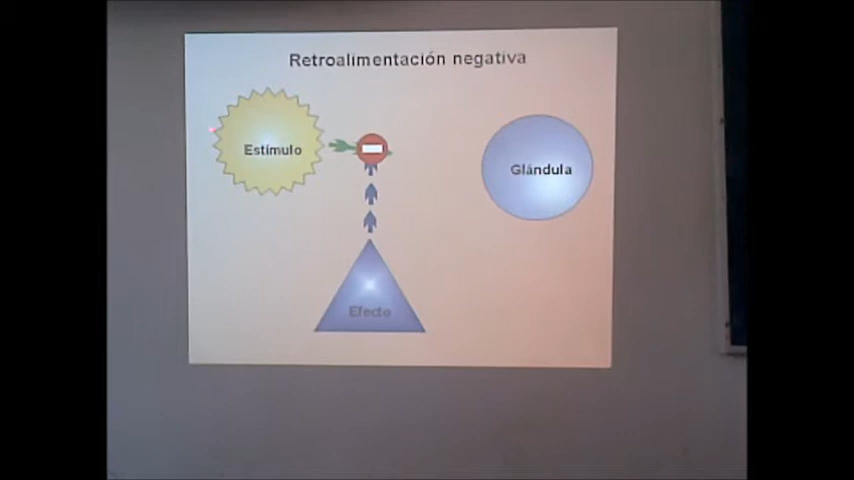 Retroalimentación negativa
Estímulo
Glándula
Efecto